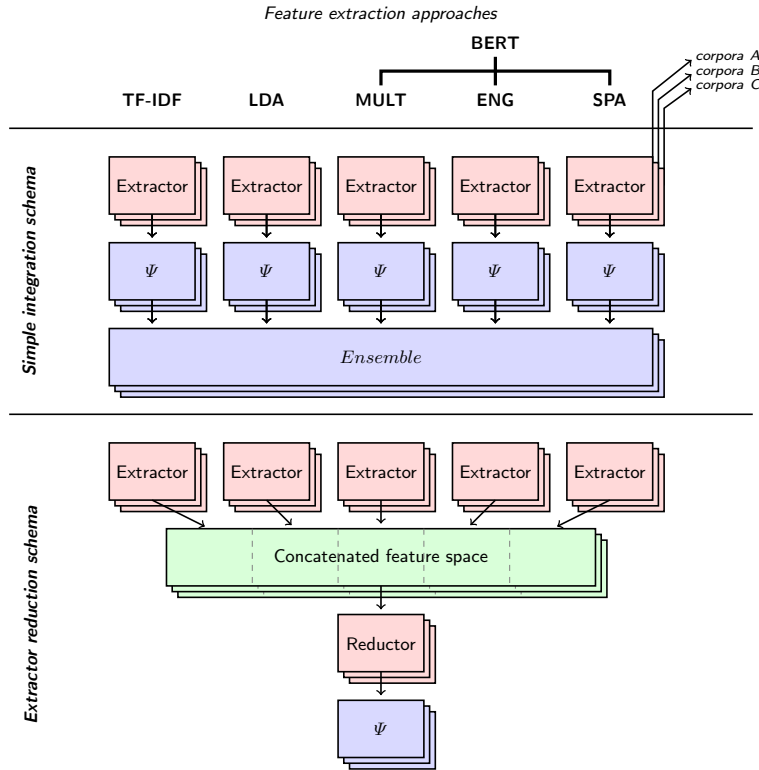 Feature extraction approaches
BERT
corpora A
corpora B
corpora C
TF-IDF LDA MULT ENG SPA
Simple integration schema
Extractor Extractor Extractor Extractor Extractor
Ψ Ψ Ψ Ψ Ψ
Ensemble
Extractor reduction schema
Extractor Extractor Extractor Extractor Extractor
Concatenated feature space
Reductor
Ψ